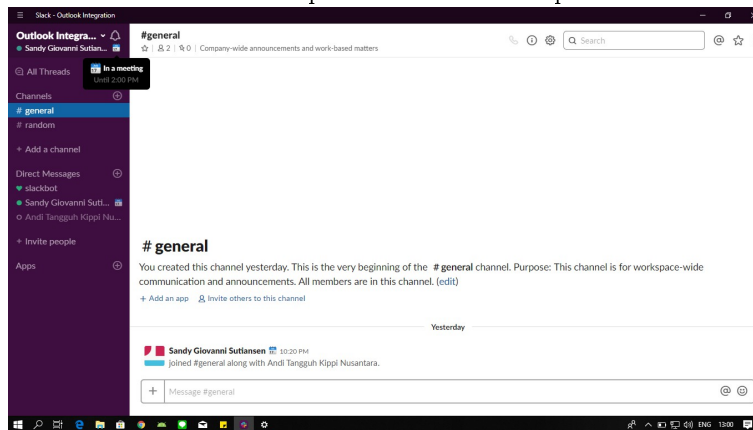 Slack - Outlook Integration
Outlook Integra...
Sandy Giovanni Sutian...
In a meeting
Until 2:00 PM
All Threads
Channels
# general
# random
+ Add a channel
Direct Messages
slackbot
Sandy Giovanni Suti...
Andi Tangguh Kippi Nu...
+ Invite people
Apps
#general
2 | 0 | Company-wide announcements and work-based matters
Search
# general
You created this channel yesterday. This is the very beginning of the # general channel. Purpose: This channel is for workspace-wide
communication and announcements. All members are in this channel. (edit)
+ Add an app Invite others to this channel
Yesterday
Sandy Giovanni Sutiansen 10:20 PM
joined #general along with Andi Tangguh Kippi Nusantara.
+ Message #general
ENG 13:00